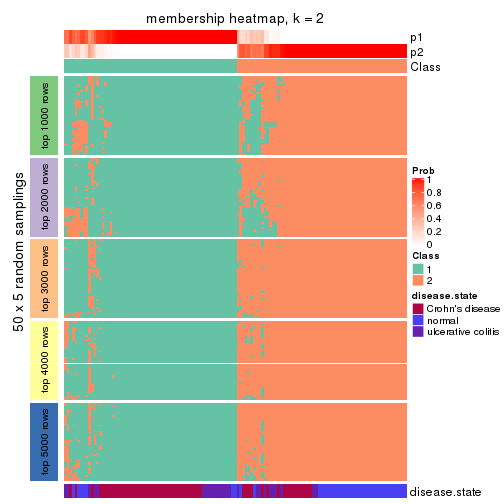 membership heatmap, k = 2
p1
p2
Class
50 x 5 random samplings
top 1000 rows
top 2000 rows
top 3000 rows
top 4000 rows
top 5000 rows
Prob
1
0.8
0.6
0.4
0.2
0
Class
1
2
disease.state
Crohn's disease
normal
ulcerative colitis
disease.state